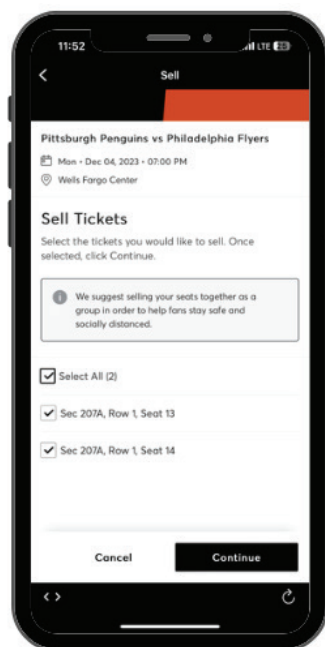 11:52
LTE
Sell
Pittsburgh Penguins vs Philadelphia Flyers
Mon • Dec 04, 2023 • 07:00 PM
Wells Fargo Center
Sell Tickets
Select the tickets you would like to sell. Once
selected, click Continue.
We suggest selling your seats together as a
group in order to help fans stay safe and
socially distanced.
Select All (2)
Sec 207A, Row 1, Seat 13
Sec 207A, Row 1, Seat 14
Cancel
Continue